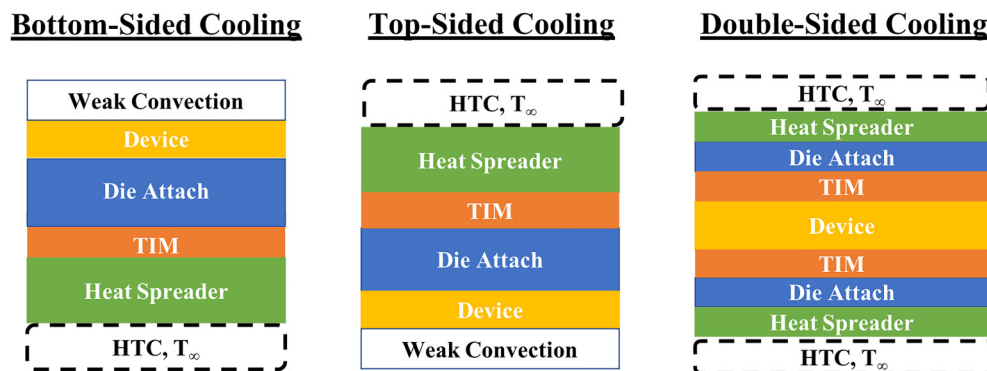 Bottom-Sided Cooling
Weak Convection
Device
Die Attach
TIM
Heat Spreader
HTC, T∞
Top-Sided Cooling
HTC, T∞
Heat Spreader
TIM
Die Attach
Device
Weak Convection
Double-Sided Cooling
HTC, T∞
Heat Spreader
Die Attach
TIM
Device
TIM
Die Attach
Heat Spreader
HTC, T∞